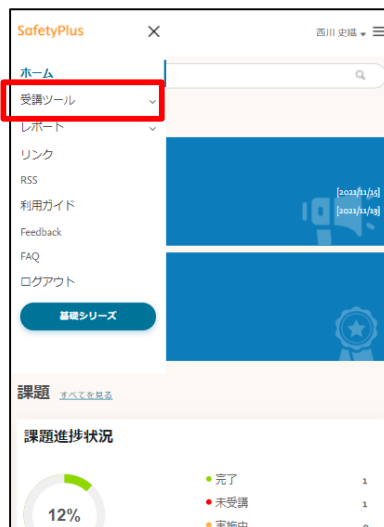 SafetyPlus
西川 史織
ホーム
受講ツール
レポート
リンク
RSS
利用ガイド
Feedback
FAQ
ログアウト
基礎シリーズ
[2021/11/15]
[2021/11/13]
課題 すべてを見る
課題進捗状況
12%
完了 1
未受講 1
実施中